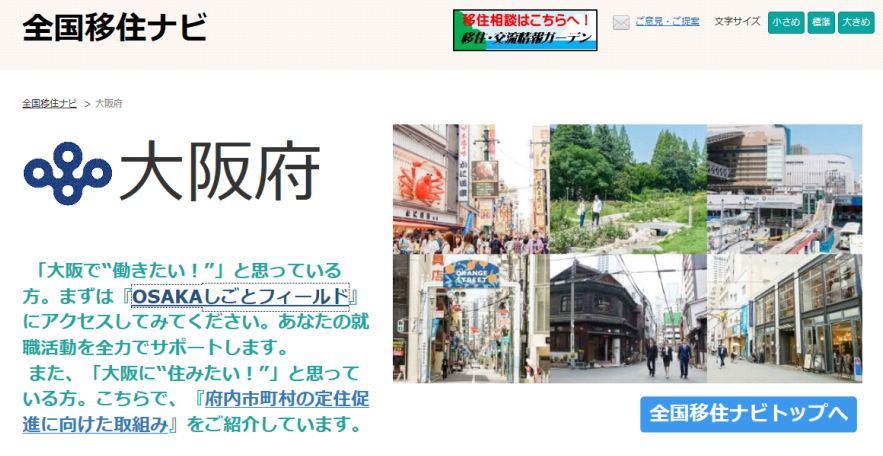 全国移住ナビ
移住相談はこちらへ！
移住・交流情報ガーデン
ご意見・ご提案
文字サイズ
小さめ
標準
大きめ
全国移住ナビ > 大阪府
大阪府
「大阪で“働きたい！”」と思っている
方。まずは『OSAKAしごとフィールド』
にアクセスしてみてください。あなたの就
職活動を全力でサポートします。
また、「大阪に“住みたい！”」と思って
いる方。こちらで、『府内市町村の定住促
進に向けた取組み』をご紹介しています。
かに道楽
ORANGE
STREET
全国移住ナビトップへ